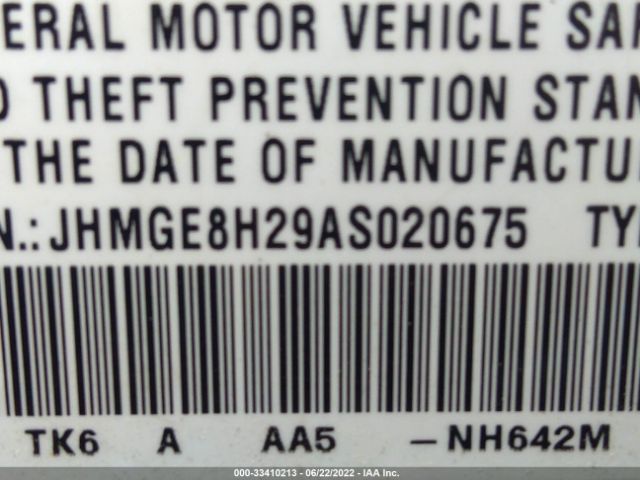 ERAL MOTOR VEHICLE SA
THEFT PREVENTION STAN
THE DATE OF MANUFACTU
N.: JHMGE8H29AS020675 TY
TK6 A AA5 -NH642M
000-33410213 - 06/22/2022 - IAA Inc.